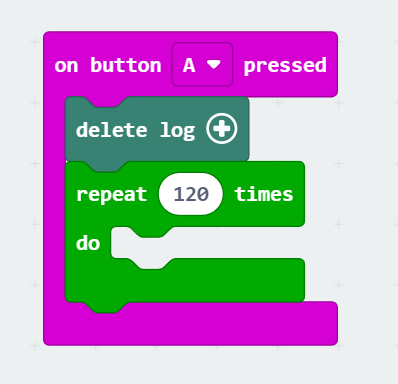 on button A pressed
delete log
repeat 120 times
do